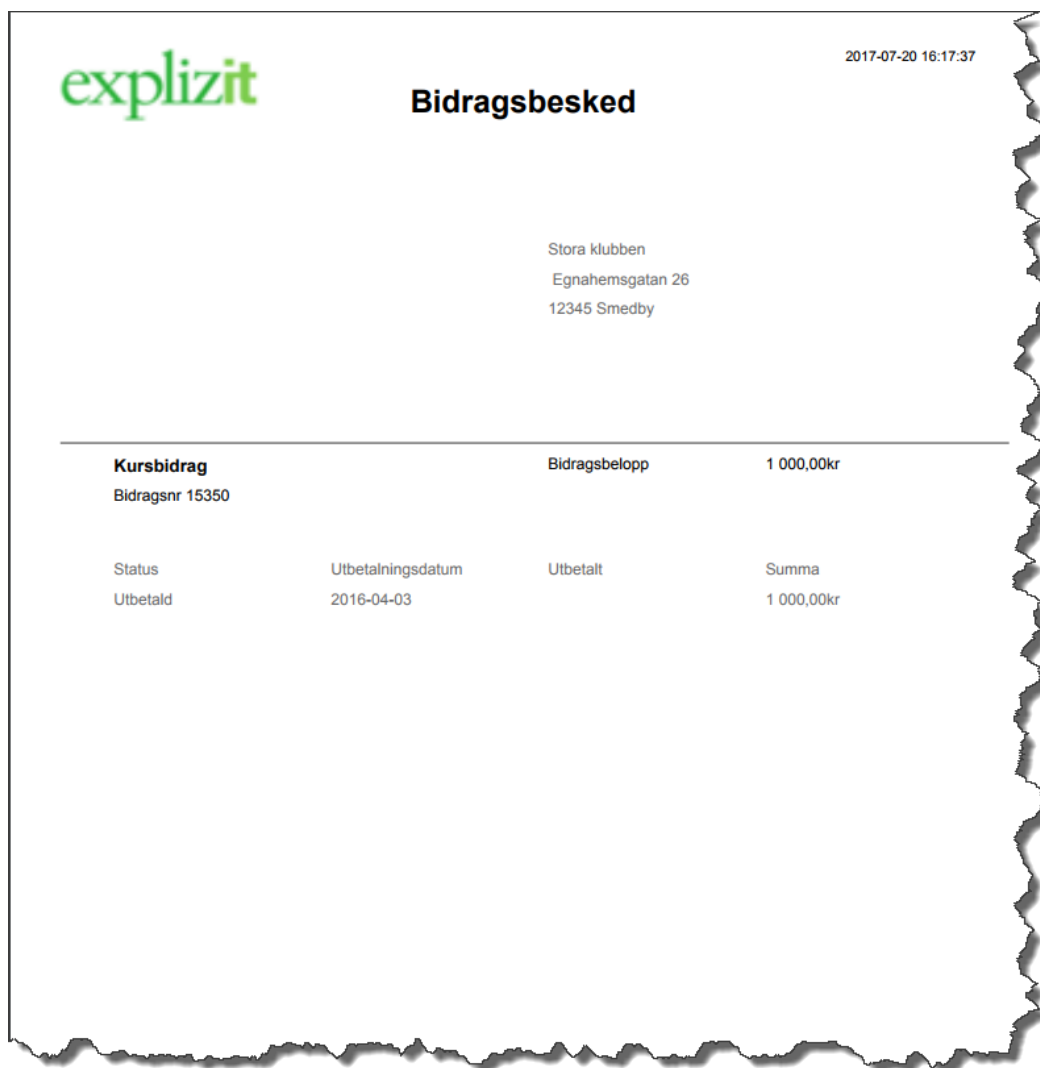 2017-07-20 16:17:37
explizit
Bidragsbesked
Stora klubben
Egnahemsgatan 26
12345 Smedby
Kursbidrag Bidragsbelopp 1 000,00kr
Bidragsnr 15350
Status Utbetalningsdatum Utbetalt Summa
Utbetald 2016-04-03 1 000,00kr